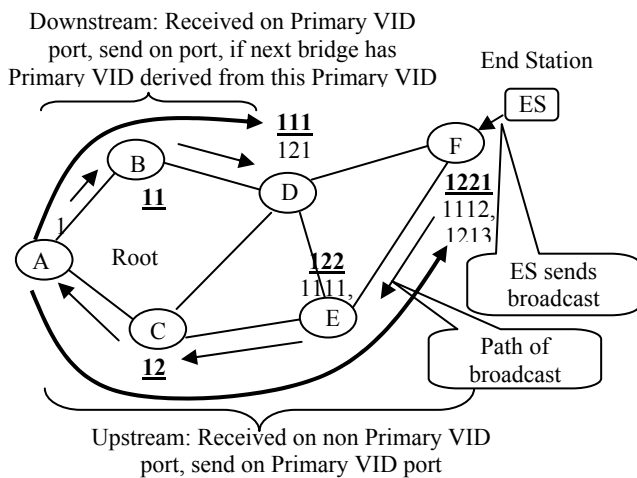 Downstream: Received on Primary VID
port, send on port, if next bridge has
Primary VID derived from this Primary VID
End Station
ES
111
121
B
F
11
D
1221
1112,
1213
1
A
Root
122
1111,
ES sends
broadcast
C
E
12
Path of
broadcast
Upstream: Received on non Primary VID
port, send on Primary VID port